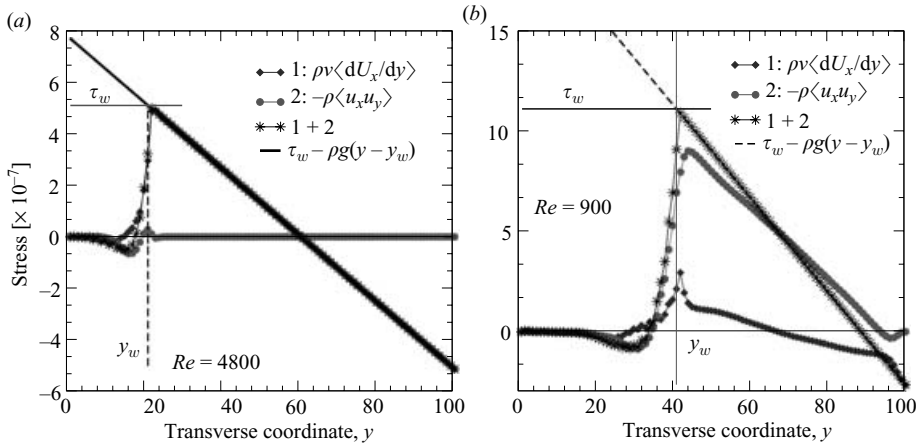 (a)
8
6
4
2
0
−2
−4
−6
Stress [× 10⁻⁷]
τw
1: ρν⟨dUx/dy⟩
2: −ρ⟨uxuy⟩
1 + 2
τw − ρg(y − yw)
yw
Re = 4800
0 20 40 60 80 100
Transverse coordinate, y
(b)
15
10
5
0
τw
1: ρν⟨dUx/dy⟩
2: −ρ⟨uxuy⟩
1 + 2
τw − ρg(y − yw)
Re = 900
yw
0 20 40 60 80 100
Transverse coordinate, y